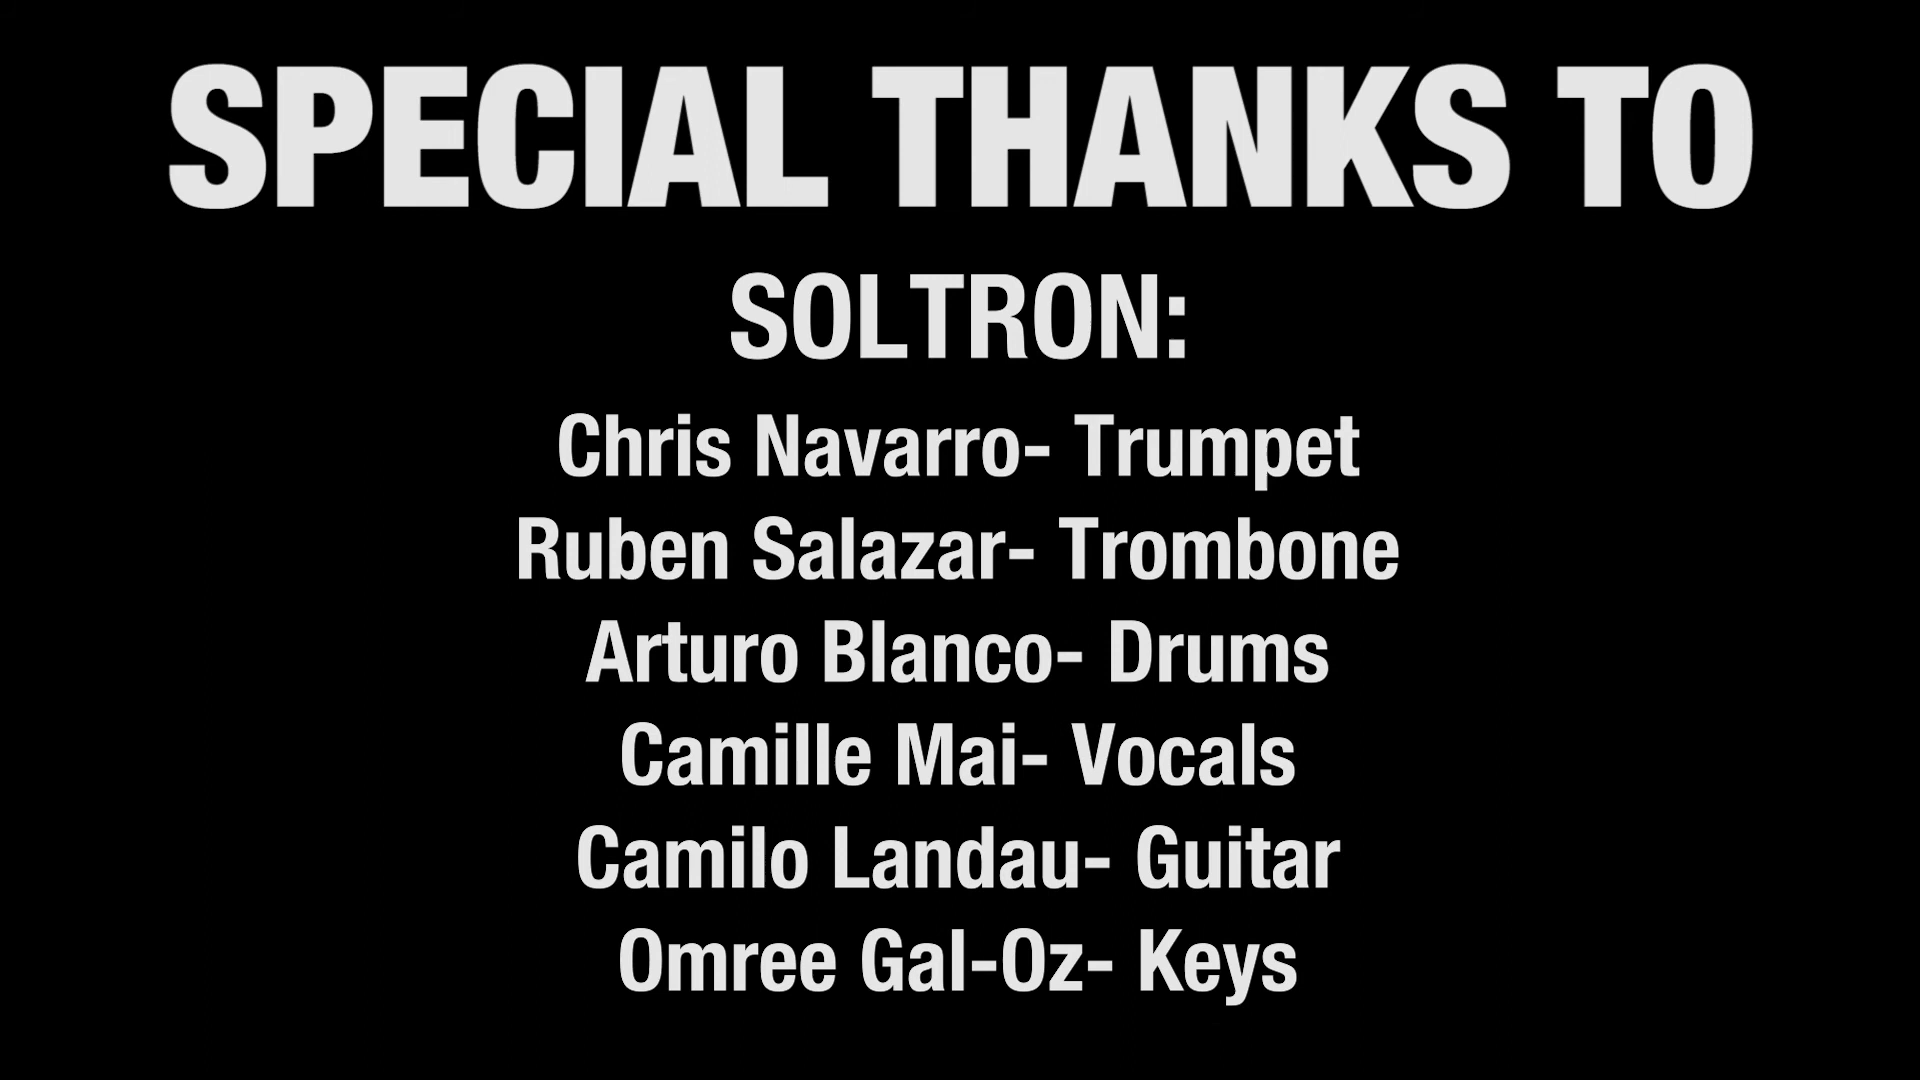 SPECIAL THANKS TO
SOLTRON:
Chris Navarro- Trumpet
Ruben Salazar- Trombone
Arturo Blanco- Drums
Camille Mai- Vocals
Camilo Landau- Guitar
Omree Gal-Oz- Keys